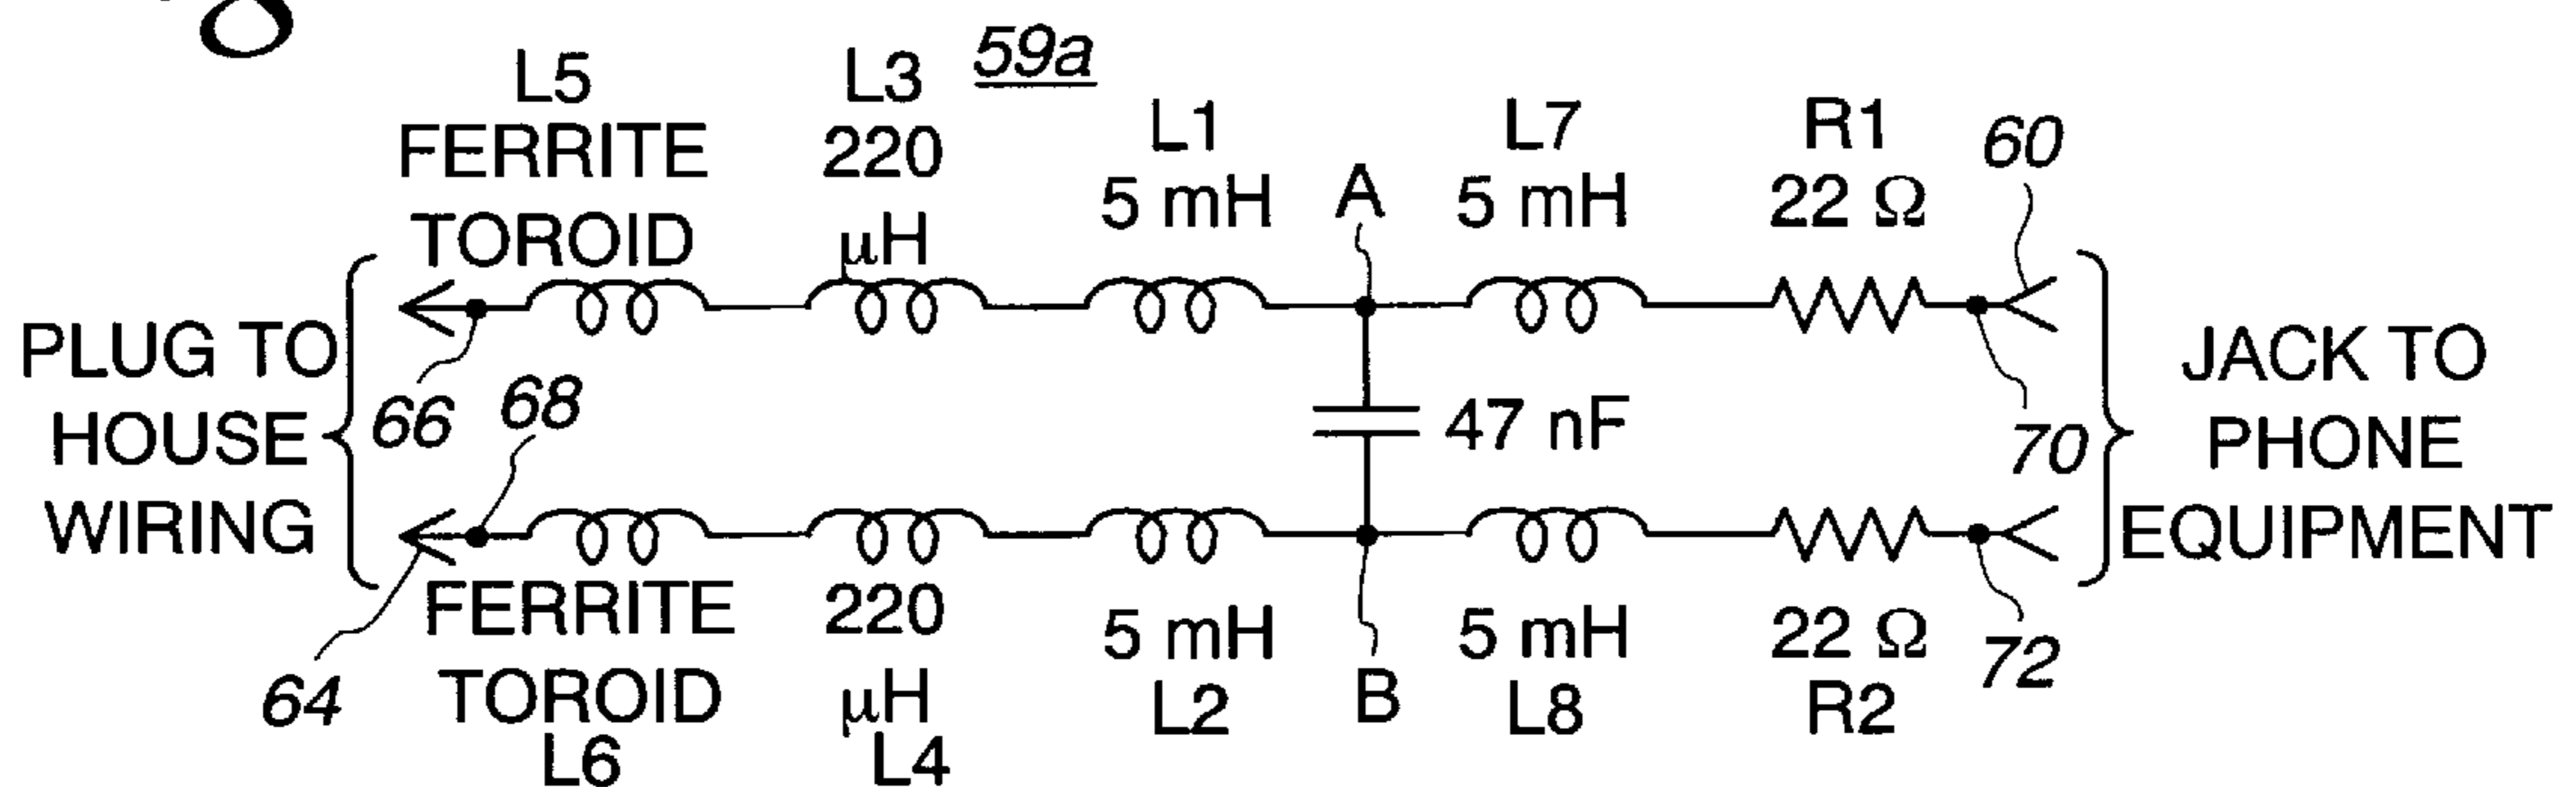 59a
L5
FERRITE
TOROID
L3
220
µH
L1
5 mH
A
L7
5 mH
R1
22 Ω
60
PLUG TO
HOUSE
WIRING
66
68
47 nF
70
JACK TO
PHONE
EQUIPMENT
64
FERRITE
TOROID
L6
220
µH
L4
5 mH
L2
B
5 mH
L8
22 Ω
R2
72